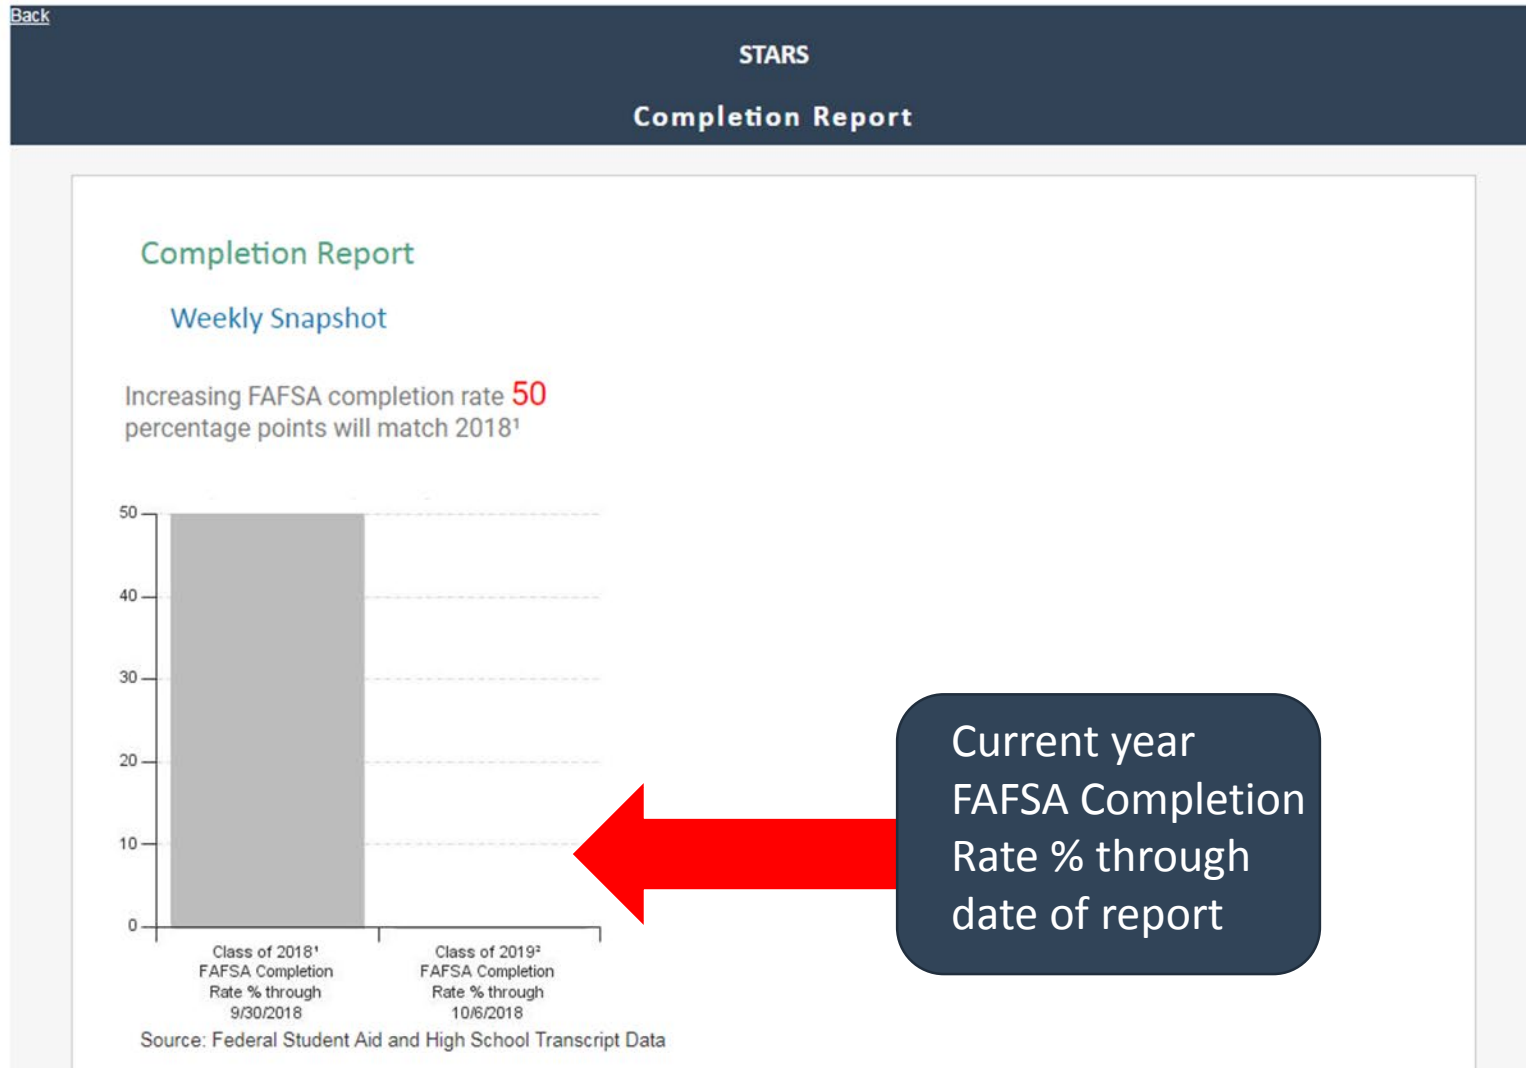 Back
STARS
Completion Report
Completion Report
Weekly Snapshot
Increasing FAFSA completion rate 50
percentage points will match 2018¹
50
40
30
20
10
0
Class of 2018¹
FAFSA Completion
Rate % through
9/30/2018
Class of 2019²
FAFSA Completion
Rate % through
10/6/2018
Source: Federal Student Aid and High School Transcript Data
Current year
FAFSA Completion
Rate % through
date of report